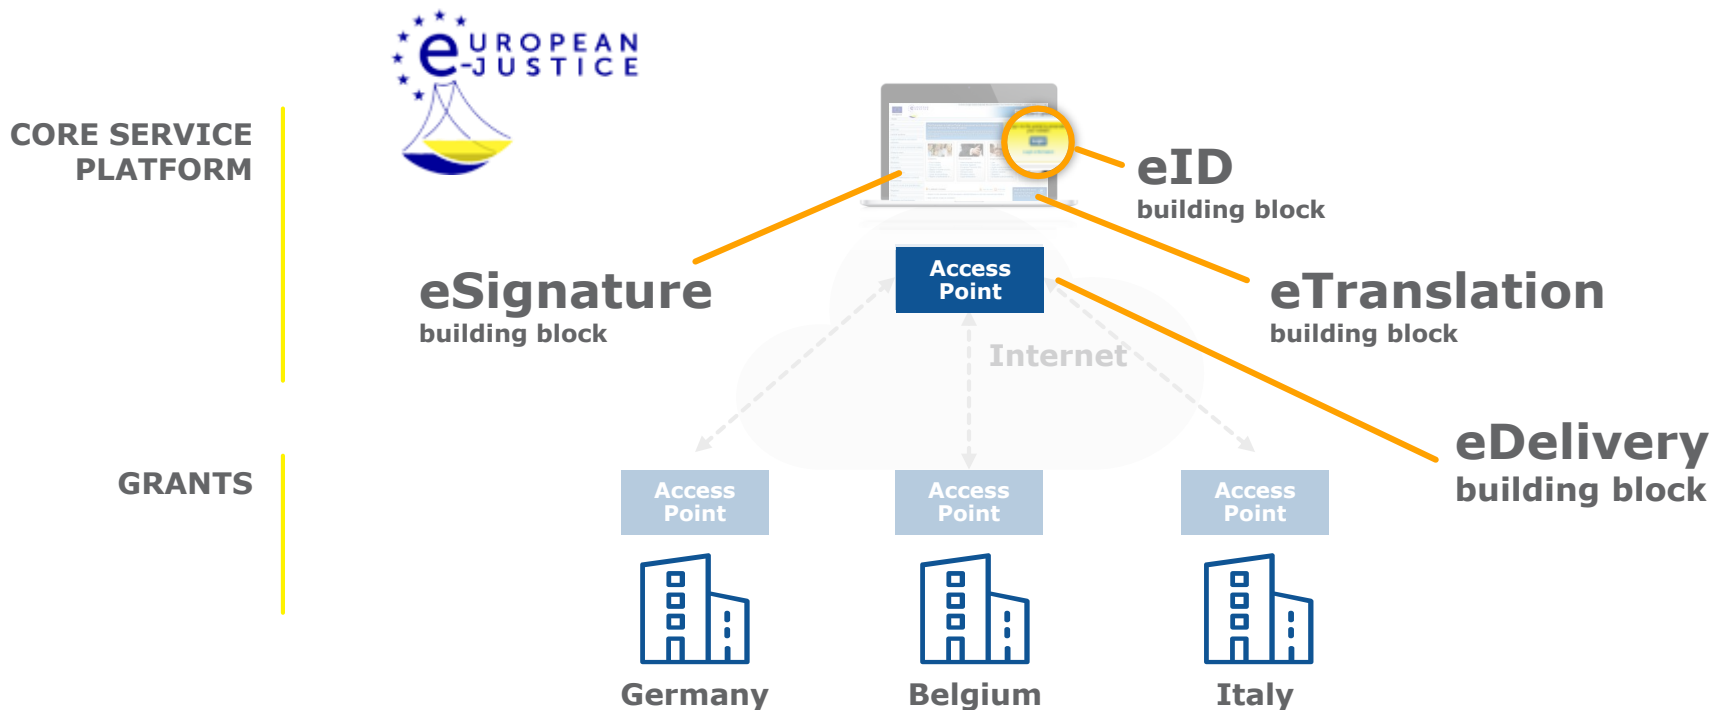 EUROPEAN
e-JUSTICE
CORE SERVICE
PLATFORM
eID
building block
Access
Point
eSignature
building block
eTranslation
building block
Internet
eDelivery
building block
GRANTS
Access
Point
Access
Point
Access
Point
Germany
Belgium
Italy